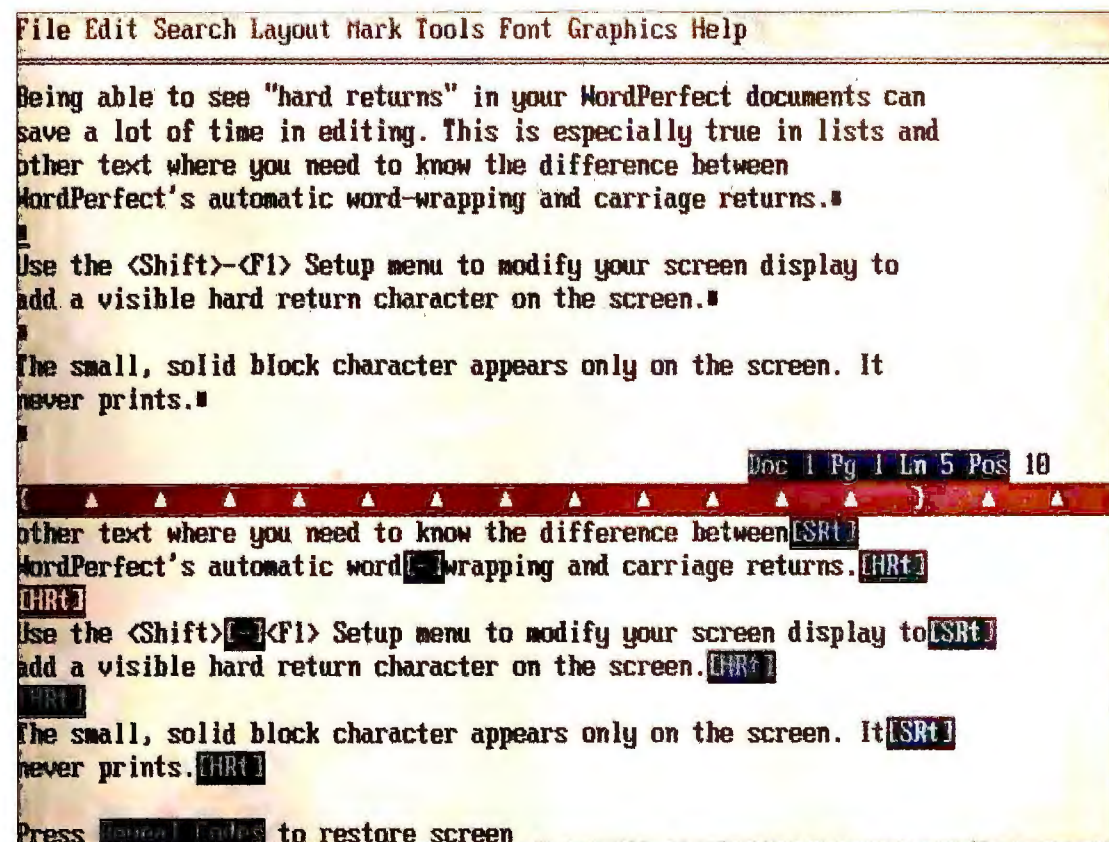 File Edit Search Layout Mark Tools Font Graphics Help
Being able to see "hard returns" in your WordPerfect documents can
save a lot of time in editing. This is especially true in lists and
other text where you need to know the difference between
WordPerfect's automatic word-wrapping and carriage returns.■
■
Use the <Shift>-<F1> Setup menu to modify your screen display to
add a visible hard return character on the screen.■
■
The small, solid block character appears only on the screen. It
never prints.■
■
Doc 1 Pg 1 Ln 5 Pos 10
{ ▲ ▲ ▲ ▲ ▲ ▲ ▲ ▲ ▲ ▲ ▲ ▲ } ▲ ▲
other text where you need to know the difference between[SRt]
WordPerfect's automatic word[-]wrapping and carriage returns.[HRt]
[HRt]
Use the <Shift>[-]<F1> Setup menu to modify your screen display to[SRt]
add a visible hard return character on the screen.[HRt]
[HRt]
The small, solid block character appears only on the screen. It[SRt]
never prints.[HRt]
Press Reveal Codes to restore screen